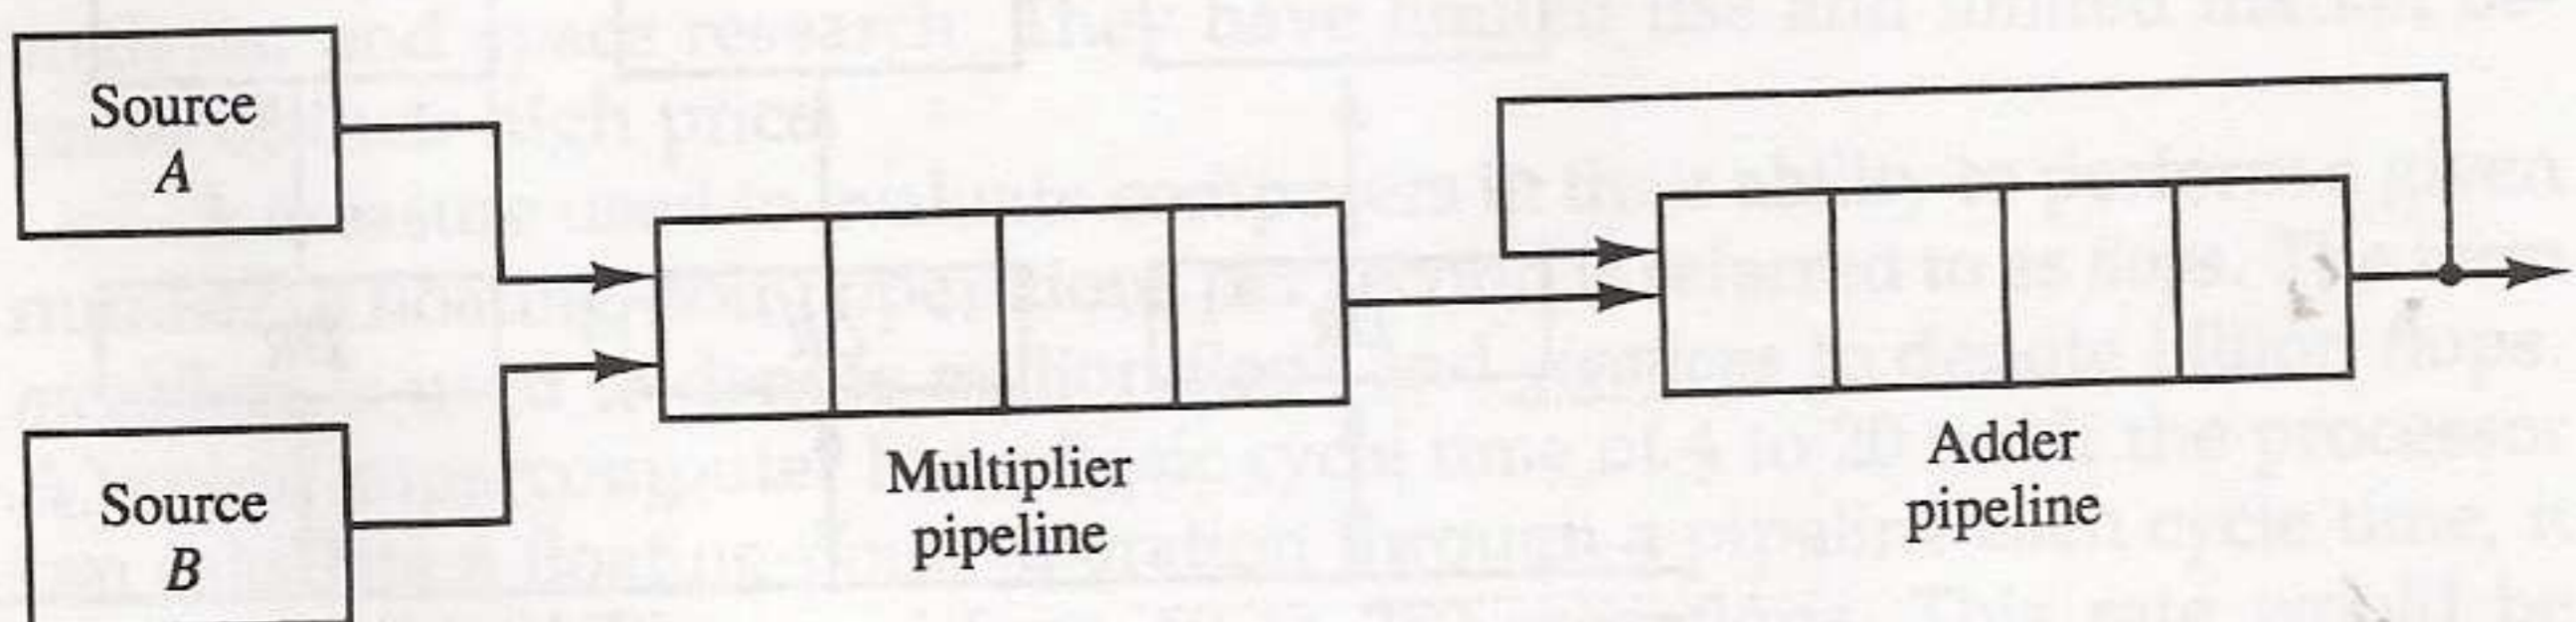 Source
A
Source
B
Multiplier
pipeline
Adder
pipeline